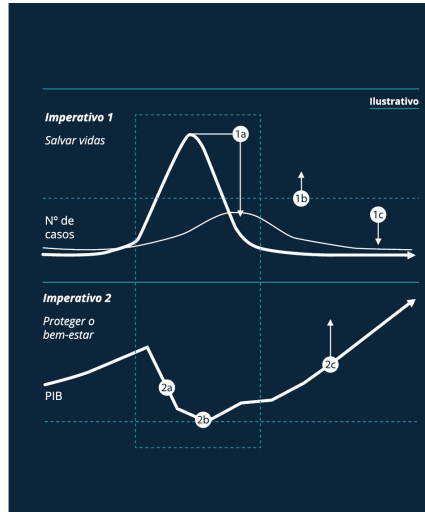 Ilustrativo
Imperativo 1
Salvar vidas
1a
1b
1c
Nº de
casos
Imperativo 2
Proteger o
bem-estar
2c
2a
PIB
2b